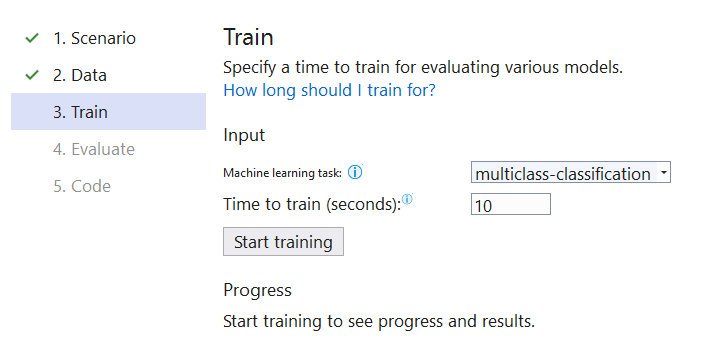 1. Scenario
2. Data
3. Train
4. Evaluate
5. Code
Train
Specify a time to train for evaluating various models.
How long should I train for?
Input
Machine learning task:
multiclass-classification
Time to train (seconds):
10
Start training
Progress
Start training to see progress and results.